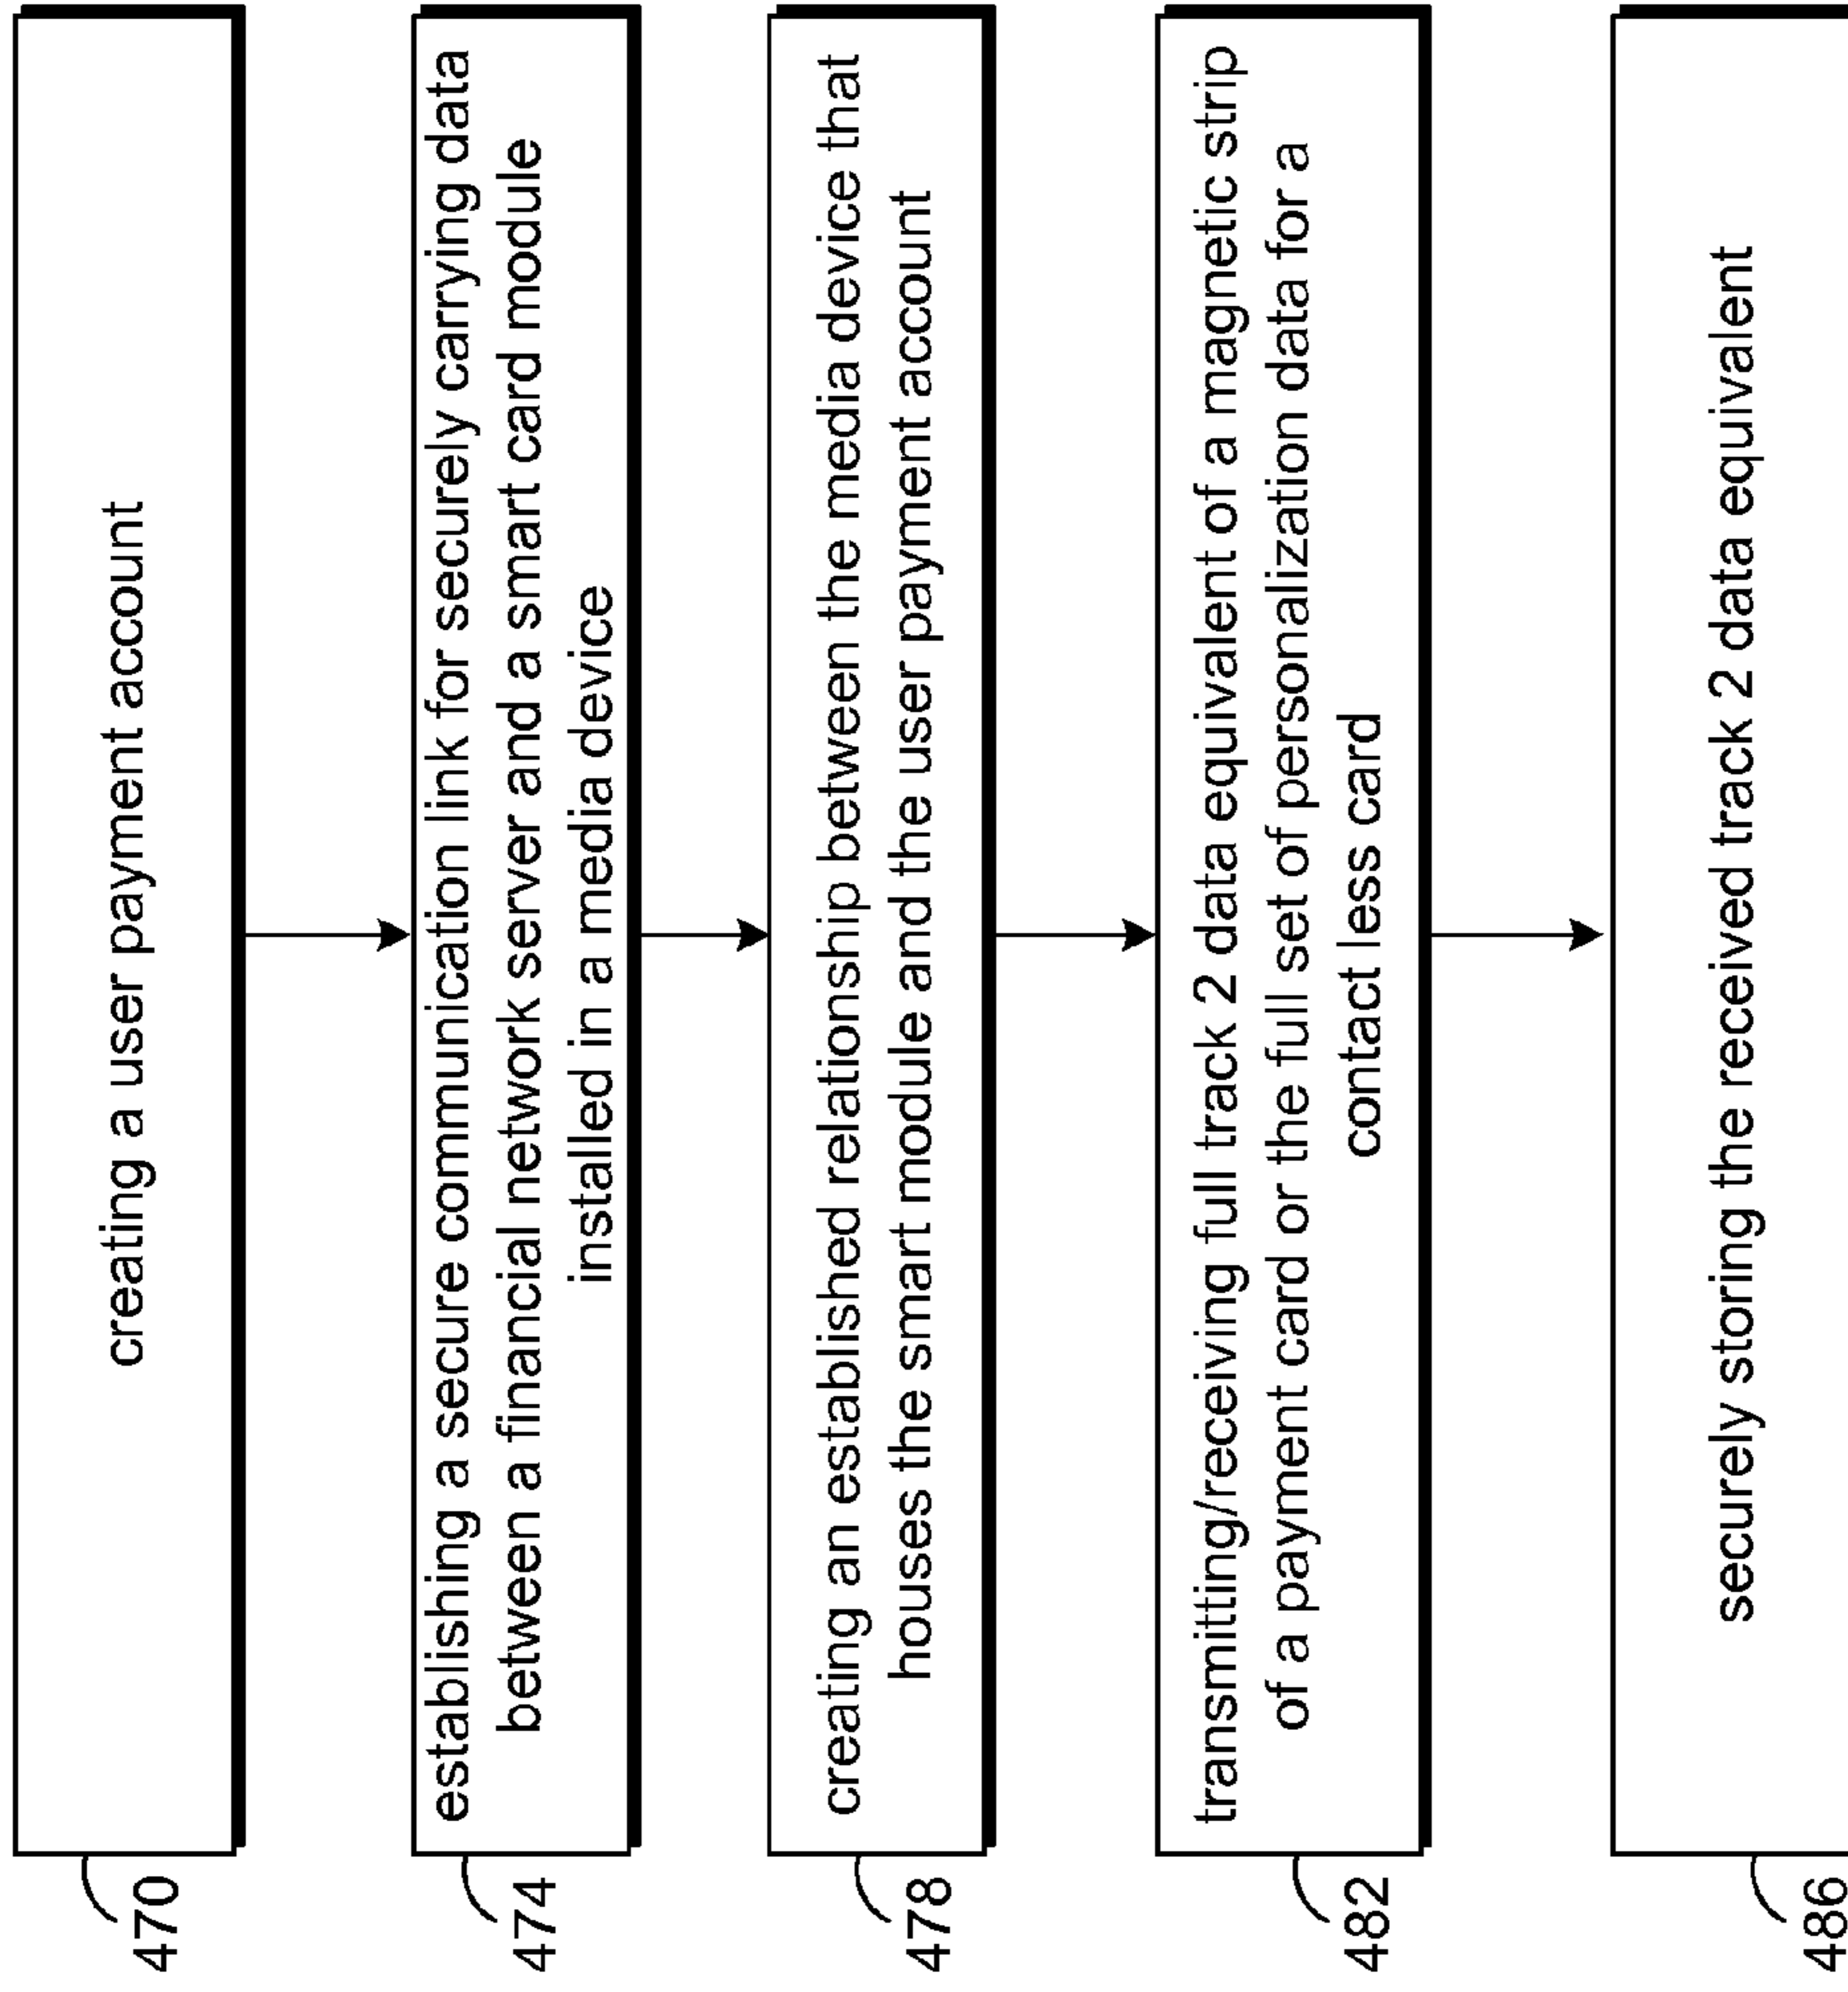 creating a user payment account
470
establishing a secure communication link for securely carrying data
between a financial network server and a smart card module
installed in a media device
474
creating an established relationship between the media device that
houses the smart module and the user payment account
478
transmitting/receiving full track 2 data equivalent of a magnetic strip
of a payment card or the full set of personalization data for a
contact less card
482
securely storing the received track 2 data equivalent
486